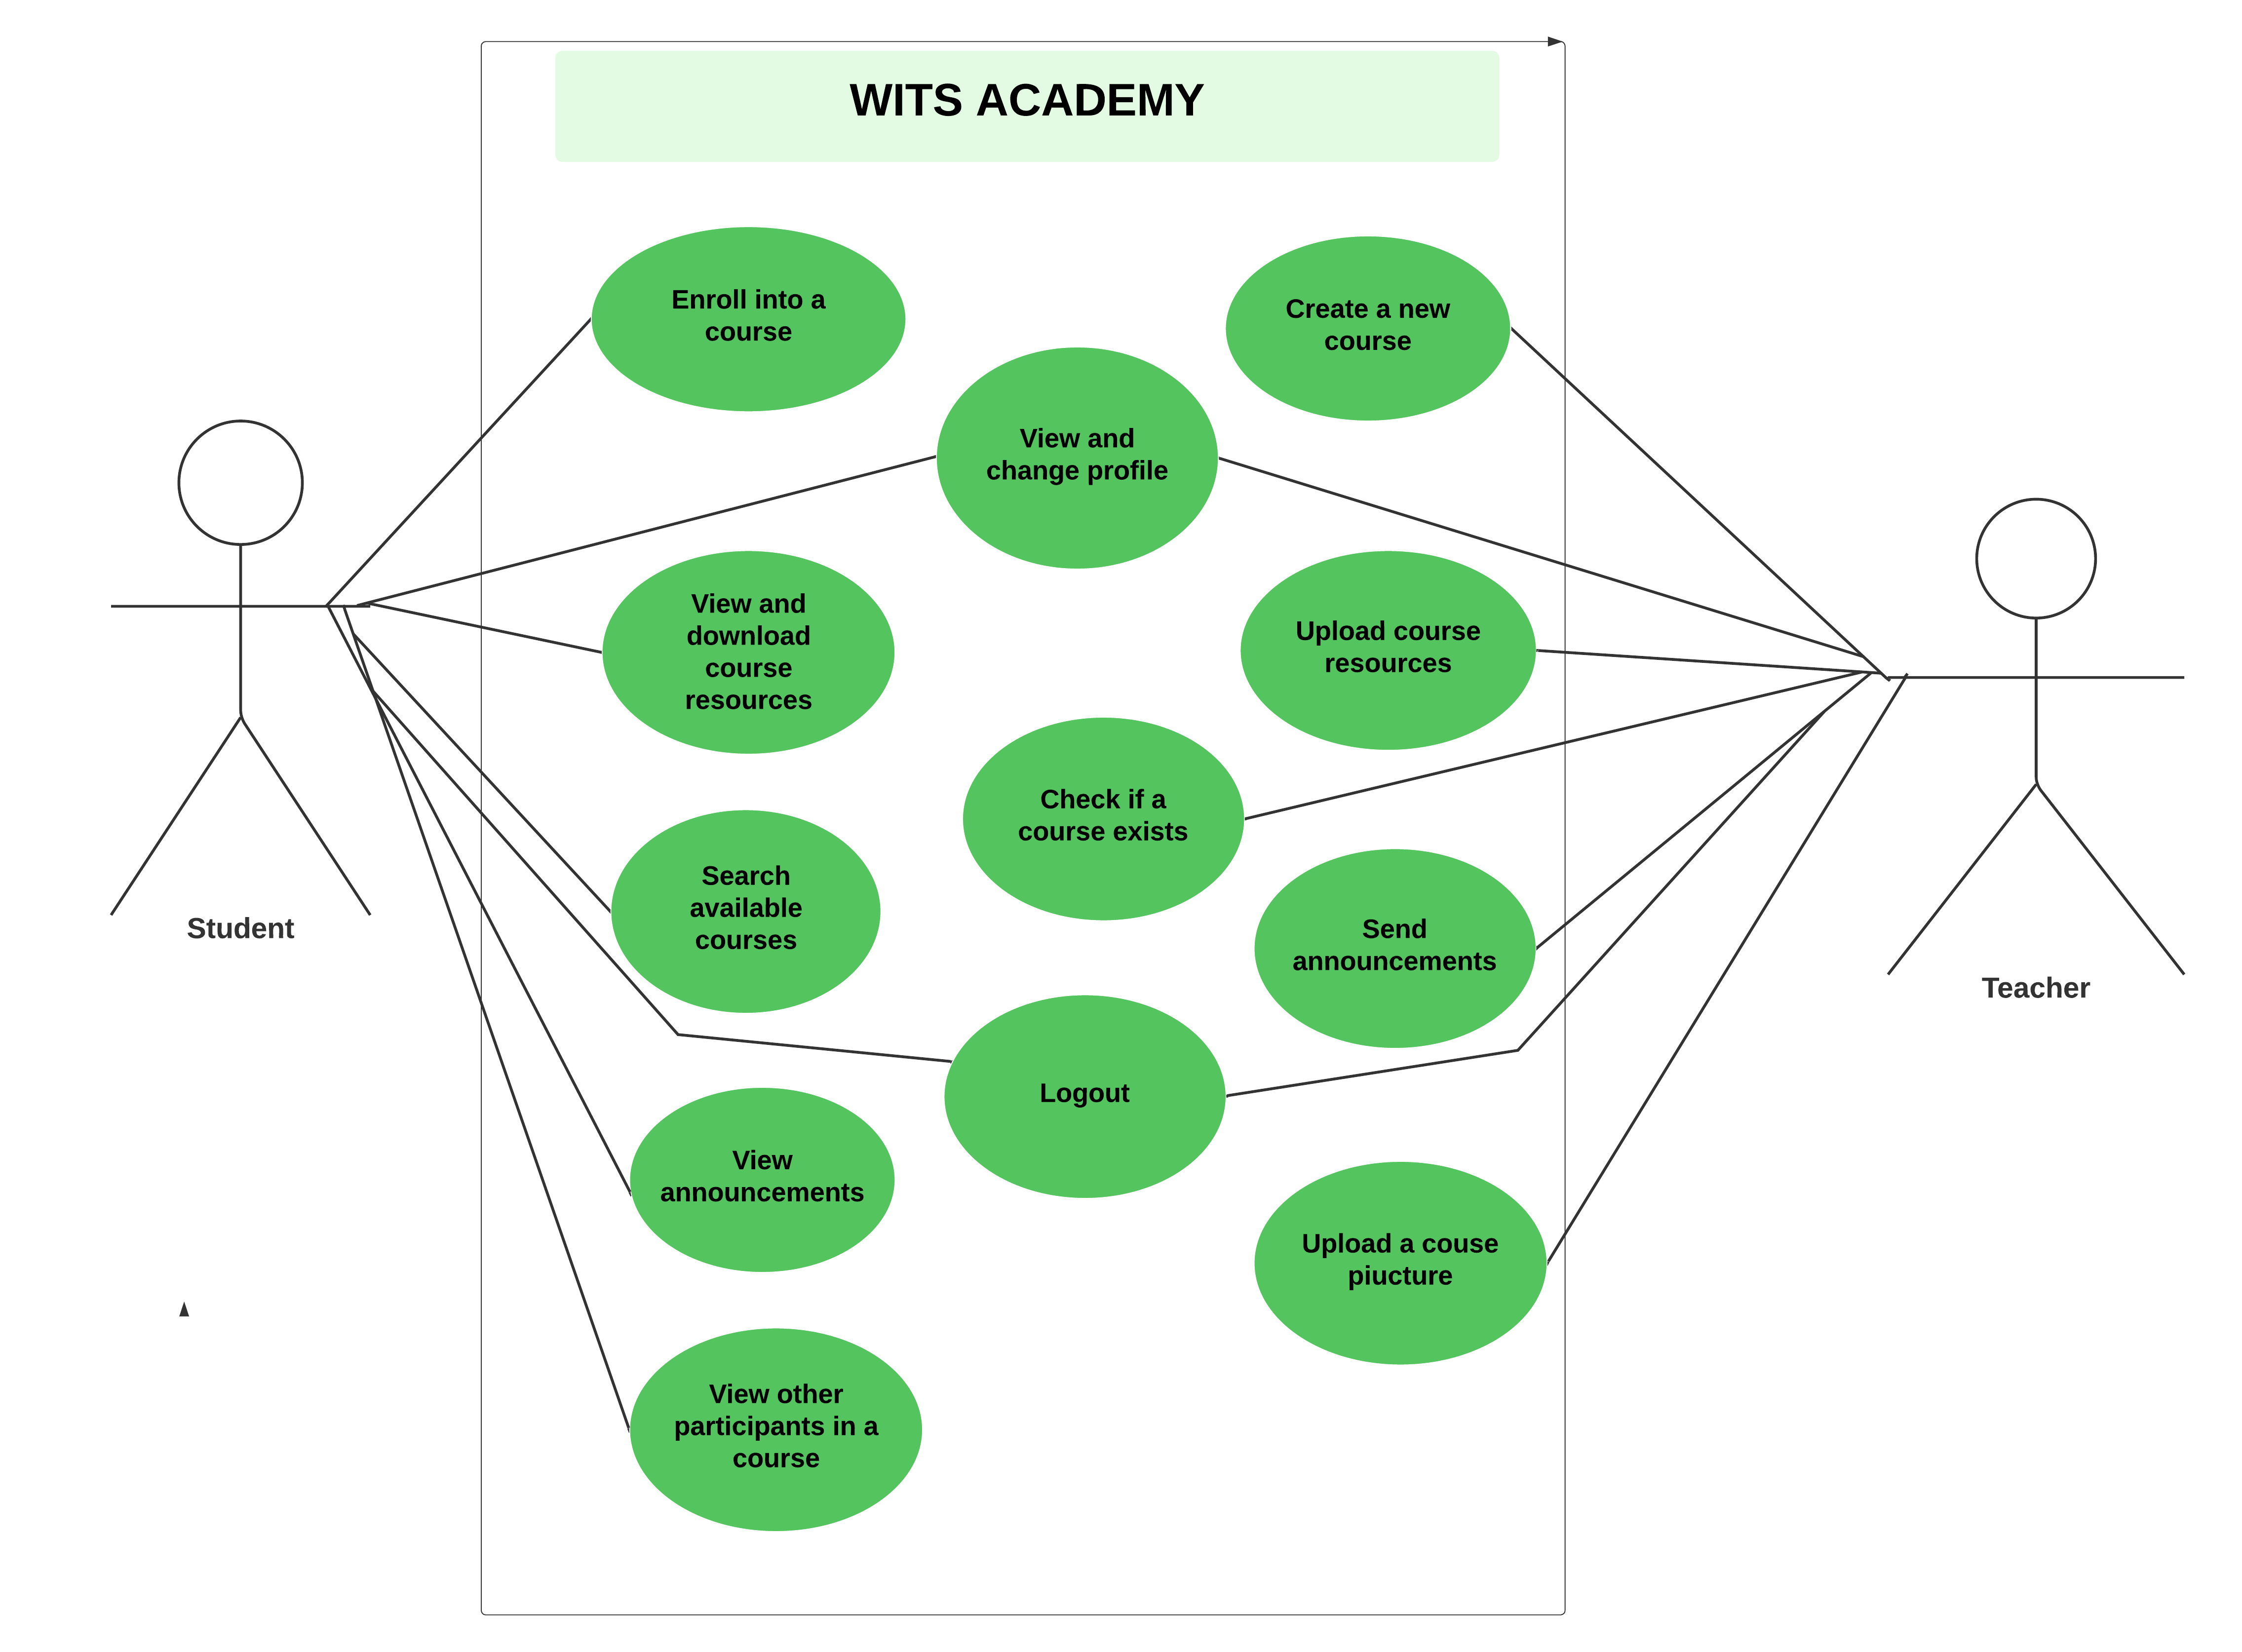 WITS ACADEMY
Enroll into a
course
Create a new
course
View and
change profile
View and
download
course
resources
Upload course
resources
Check if a
course exists
Search
available
courses
Send
announcements
Student
Teacher
Logout
View
announcements
Upload a couse
piucture
View other
participants in a
course